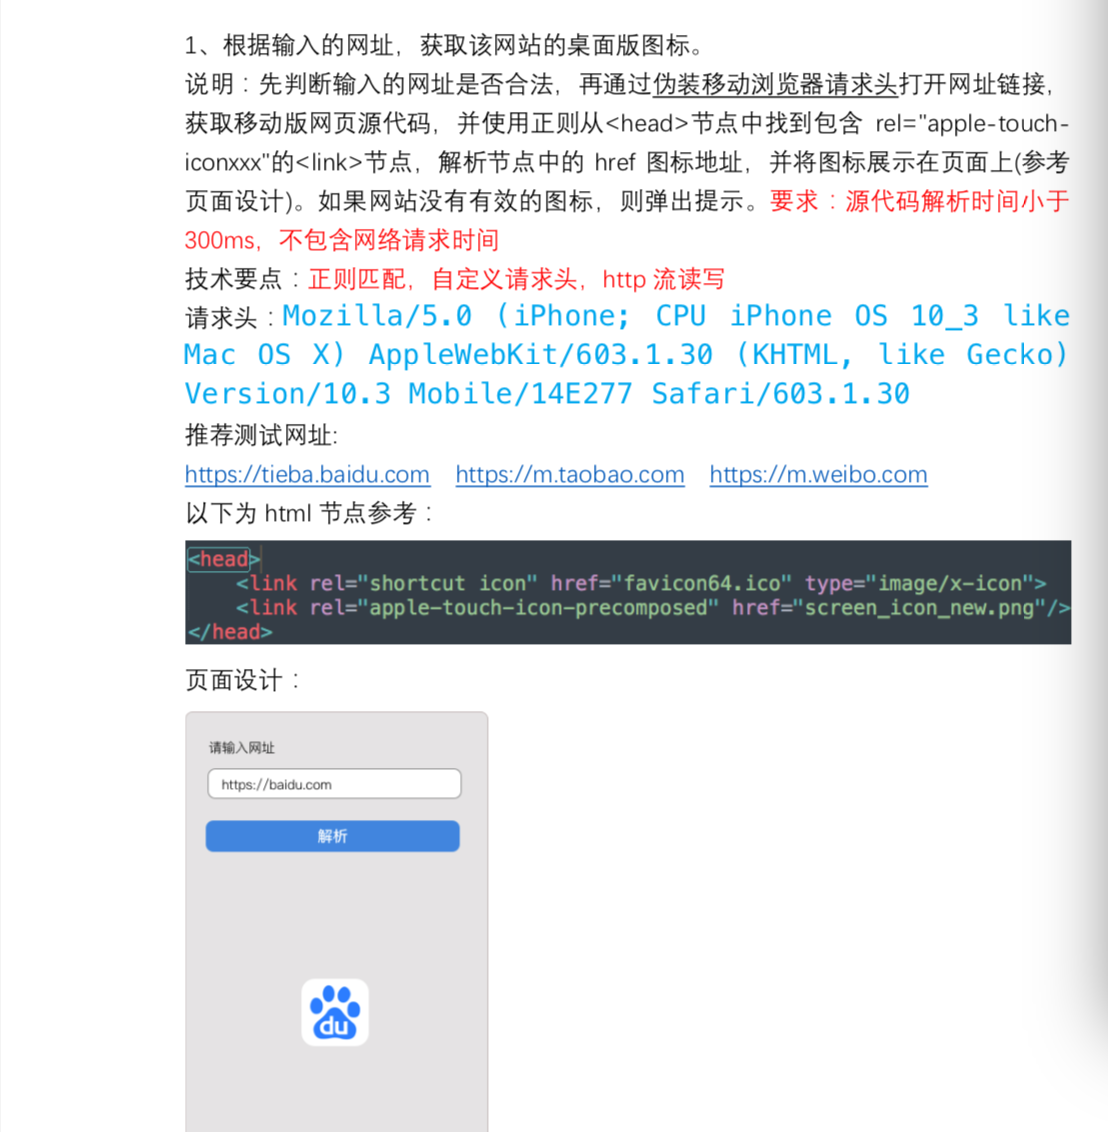 1、根据输入的网址，获取该网站的桌面版图标。
说明：先判断输入的网址是否合法，再通过伪装移动浏览器请求头打开网址链接，
获取移动版网页源代码，并使用正则从<head>节点中找到包含 rel="apple-touch-
iconxxx"的<link>节点，解析节点中的 href 图标地址，并将图标展示在页面上(参考
页面设计)。如果网站没有有效的图标，则弹出提示。要求：源代码解析时间小于
300ms，不包含网络请求时间
技术要点：正则匹配，自定义请求头，http 流读写
请求头：Mozilla/5.0 (iPhone; CPU iPhone OS 10_3 like
Mac OS X) AppleWebKit/603.1.30 (KHTML, like Gecko)
Version/10.3 Mobile/14E277 Safari/603.1.30
推荐测试网址:
https://tieba.baidu.com https://m.taobao.com https://m.weibo.com
以下为 html 节点参考：
<head>
<link rel="shortcut icon" href="favicon64.ico" type="image/x-icon">
<link rel="apple-touch-icon-precomposed" href="screen_icon_new.png"/>
</head>
页面设计：
请输入网址
https://baidu.com
解析
du